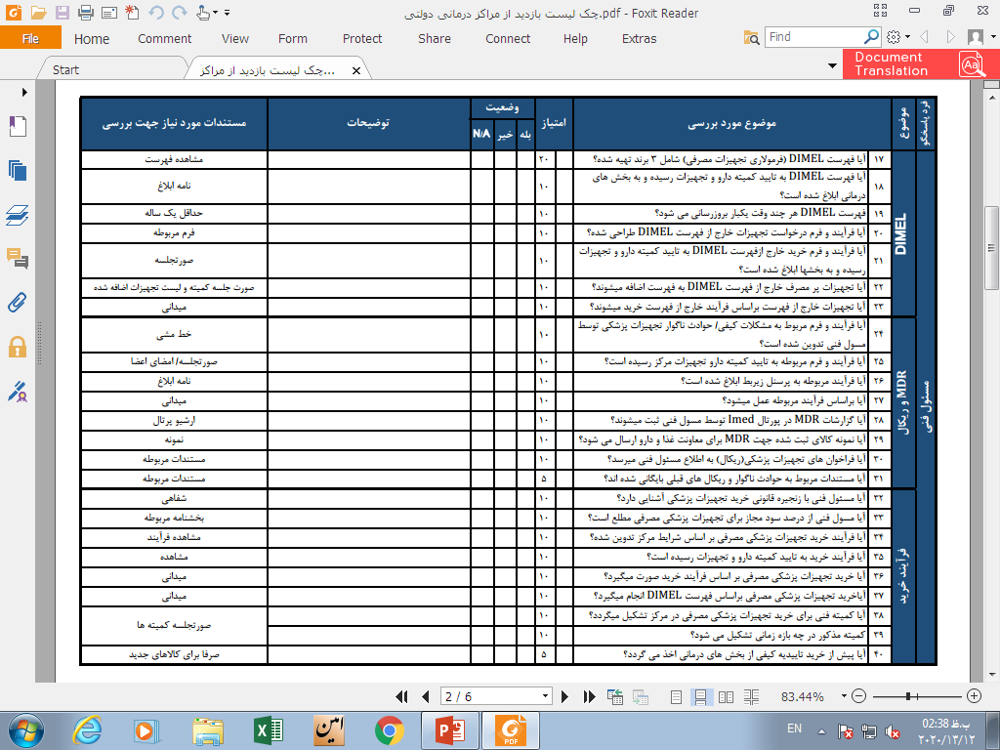 چک لیست بازدید از مراکز درمانی دولتی.pdf - Foxit Reader
File Home Comment View Form Protect Share Connect Help Extras
Find
Document
Translation
Start
چک لیست بازدید از مراکز...
فرد پاسخگو موضوع موضوع مورد بررسی امتیاز وضعیت توضیحات مستندات مورد نیاز جهت بررسی
بله خیر N/A
مسئول فنی
DIMEL
۱۷ آیا فهرست DIMEL (فرمولاری تجهیزات مصرفی) شامل ۳ برند تهیه شده؟ ۲۰ مشاهده فهرست
۱۸ آیا فهرست DIMEL به تایید کمیته دارو و تجهیزات رسیده و به بخش های
درمانی ابلاغ شده است؟ ۱۰ نامه ابلاغ
۱۹ فهرست DIMEL هر چند وقت یکبار بروزرسانی می شود؟ ۱۰ حداقل یک ساله
۲۰ آیا فرآیند و فرم درخواست تجهیزات خارج از فهرست DIMEL طراحی شده؟ ۱۰ فرم مربوطه
۲۱ آیا فرآیند و فرم خرید خارج ازفهرست DIMEL به تایید کمیته دارو و تجهیزات
رسیده و به بخشها ابلاغ شده است؟ ۱۰ صورتجلسه
۲۲ آیا تجهیزات پر مصرف خارج از فهرست DIMEL به فهرست اضافه میشوند؟ ۱۰ صورت جلسه کمیته و لیست تجهیزات اضافه شده
۲۳ آیا تجهیزات خارج از فهرست براساس فرآیند خارج از فهرست خرید میشوند؟ ۱۰ میدانی
MDR و ریکال
۲۴ آیا فرآیند و فرم مربوط به مشکلات کیفی/ حوادث ناگوار تجهیزات پزشکی توسط
مسول فنی تدوین شده است؟ ۱۰ خط مشی
۲۵ آیا فرآیند و فرم مربوطه به تایید کمیته دارو تجهیزات مرکز رسیده است؟ ۱۰ صورتجلسه/ امضای اعضا
۲۶ آیا فرآیند مربوطه به پرسنل زیربط ابلاغ شده است؟ ۱۰ نامه ابلاغ
۲۷ آیا براساس فرآیند مربوطه عمل میشود؟ ۱۰ میدانی
۲۸ آیا گزارشات MDR در پورتال Imed توسط مسول فنی ثبت میشوند؟ ۱۰ ارشیو پرتال
۲۹ آیا نمونه کالای ثبت شده جهت MDR برای معاونت غذا و دارو ارسال می شود؟ ۱۰ نمونه
۳۰ آیا فراخوان های تجهیزات پزشکی(ریکال) به اطلاع مسئول فنی میرسد؟ ۱۰ مستندات مربوطه
۳۱ آیا مستندات مربوط به حوادث ناگوار و ریکال های قبلی بایگانی شده اند؟ ۵ مستندات مربوطه
فرآیند خرید
۳۲ آیا مسئول فنی با زنجیره قانونی خرید تجهیزات پزشکی آشنایی دارد؟ ۱۰ شفاهی
۳۳ آیا مسول فنی از درصد سود مجاز برای تجهیزات پزشکی مصرفی مطلع است؟ ۱۰ بخشنامه مربوطه
۳۴ آیا فرآیند خرید تجهیزات پزشکی مصرفی بر اساس شرایط مرکز تدوین شده؟ ۱۰ مشاهده فرآیند
۳۵ آیا فرآیند خرید به تایید کمیته دارو و تجهیزات رسیده است؟ ۱۰ مشاهده
۳۶ آیا خرید تجهیزات پزشکی مصرفی بر اساس فرآیند خرید صورت میگیرد؟ ۱۰ میدانی
۳۷ آیاخرید تجهیزات پزشکی مصرفی براساس فهرست DIMEL انجام میگیرد؟ ۱۰ میدانی
۳۸ آیا کمیته فنی برای خرید تجهیزات پزشکی مصرفی در مرکز تشکیل میگردد؟ ۱۰ صورتجلسه کمیته ها
۳۹ کمیته مذکور در چه بازه زمانی تشکیل می شود؟ ۱۰
۴۰ آیا پیش از خرید تاییدیه کیفی از بخش های درمانی اخذ می گردد؟ ۵ صرفا برای کالاهای جدید
2 / 6 83.44%
امین
PDF
EN
02:38 ب.ظ
۲۰۲۰/۱۲/۱۲